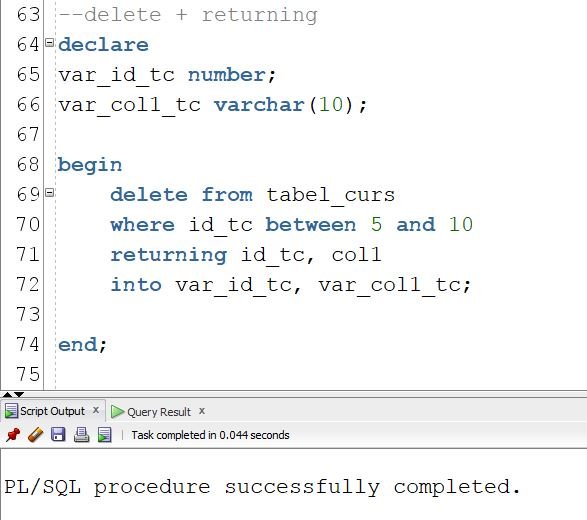 63 --delete + returning
64 declare
65 var_id_tc number;
66 var_col1_tc varchar(10);
67
68 begin
69 delete from tabel_curs
70 where id_tc between 5 and 10
71 returning id_tc, col1
72 into var_id_tc, var_col1_tc;
73
74 end;
75
Script Output x Query Result x
Task completed in 0.044 seconds
PL/SQL procedure successfully completed.